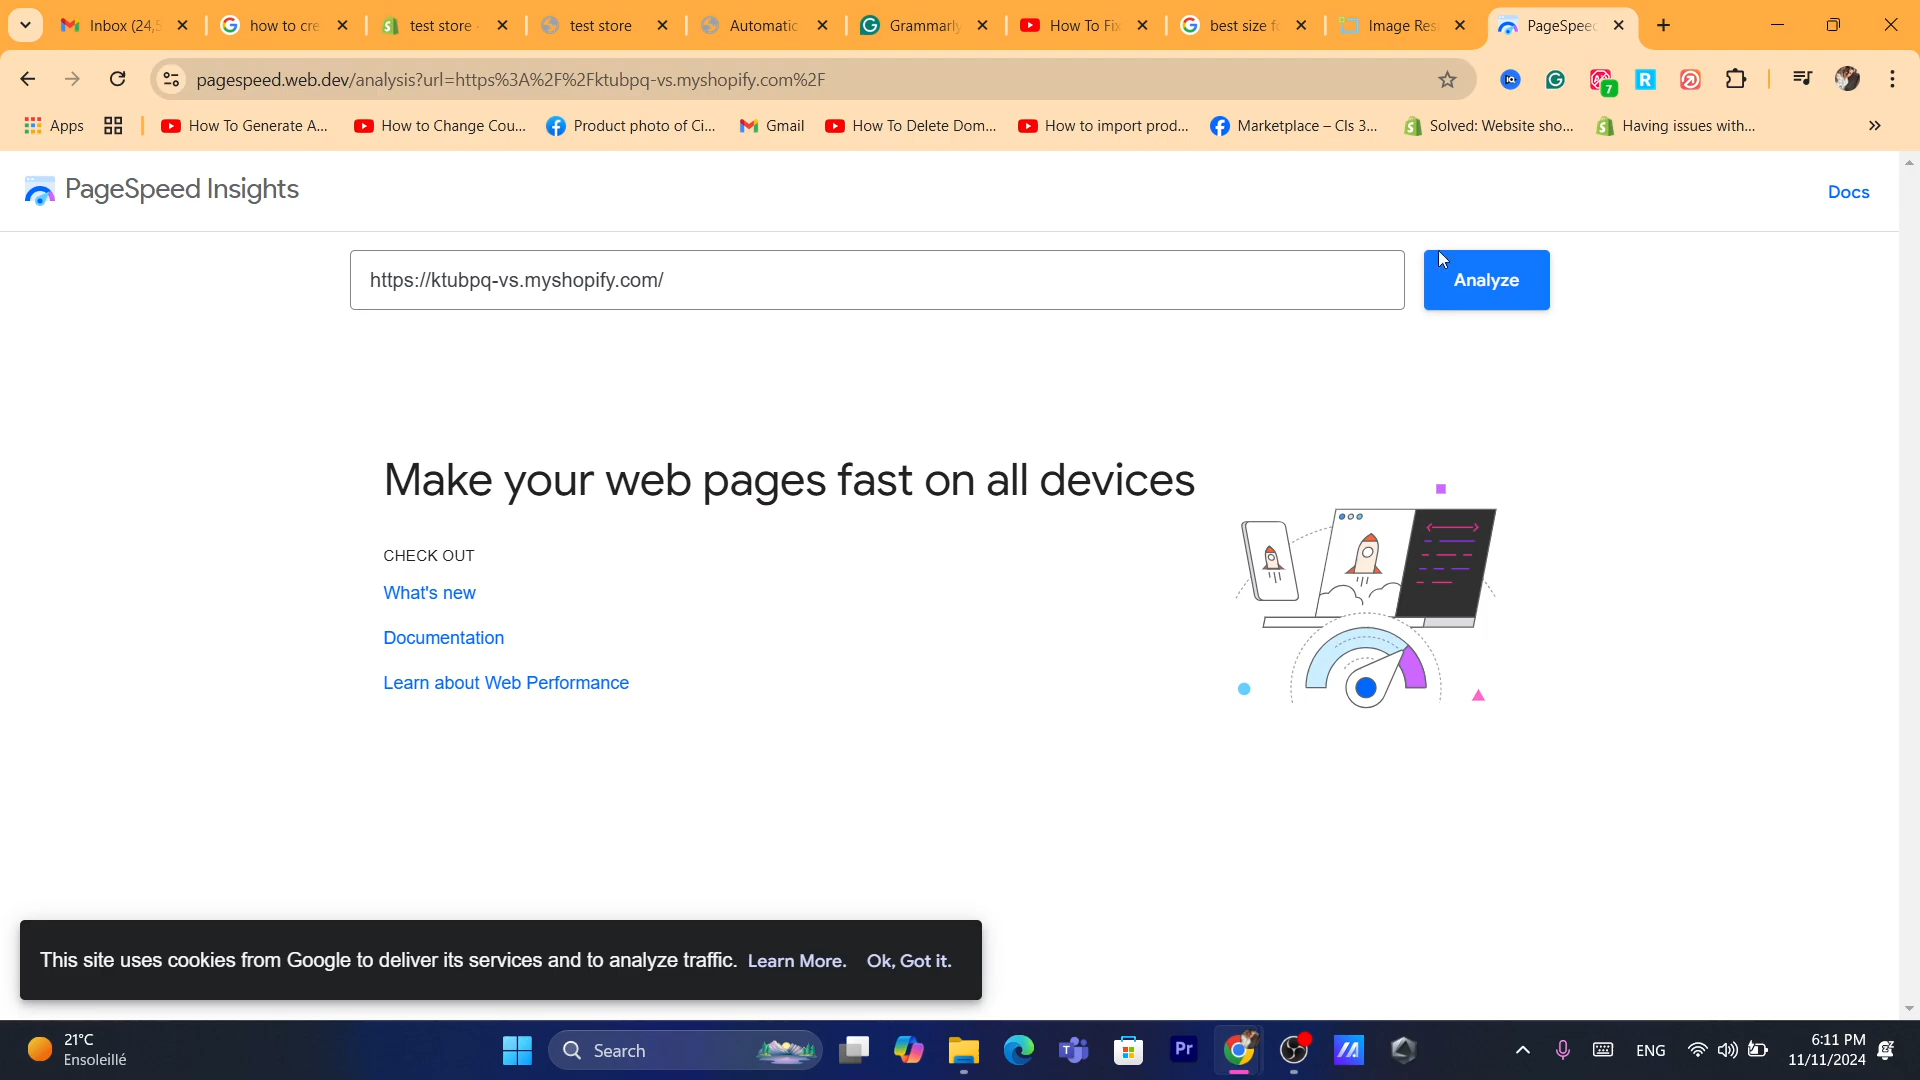 Inbox (24,5
how to cre
test store
test store
Automatic
Grammarly
How To Fix
best size fo
Image Res
PageSpeed
pagespeed.web.dev/analysis?url=https%3A%2F%2Fktubpq-vs.myshopify.com%2F
7
Apps
How To Generate A...
How to Change Cou...
Product photo of Ci...
Gmail
How To Delete Dom...
How to import prod...
Marketplace – Cls 3...
Solved: Website sho...
Having issues with...
PageSpeed Insights
Docs
https://ktubpq-vs.myshopify.com/
Analyze
Make your web pages fast on all devices
CHECK OUT
What's new
Documentation
Learn about Web Performance
This site uses cookies from Google to deliver its services and to analyze traffic. Learn More. Ok, Got it.
21°C
Ensoleillé
Search
Pr
ENG
6:11 PM
11/11/2024